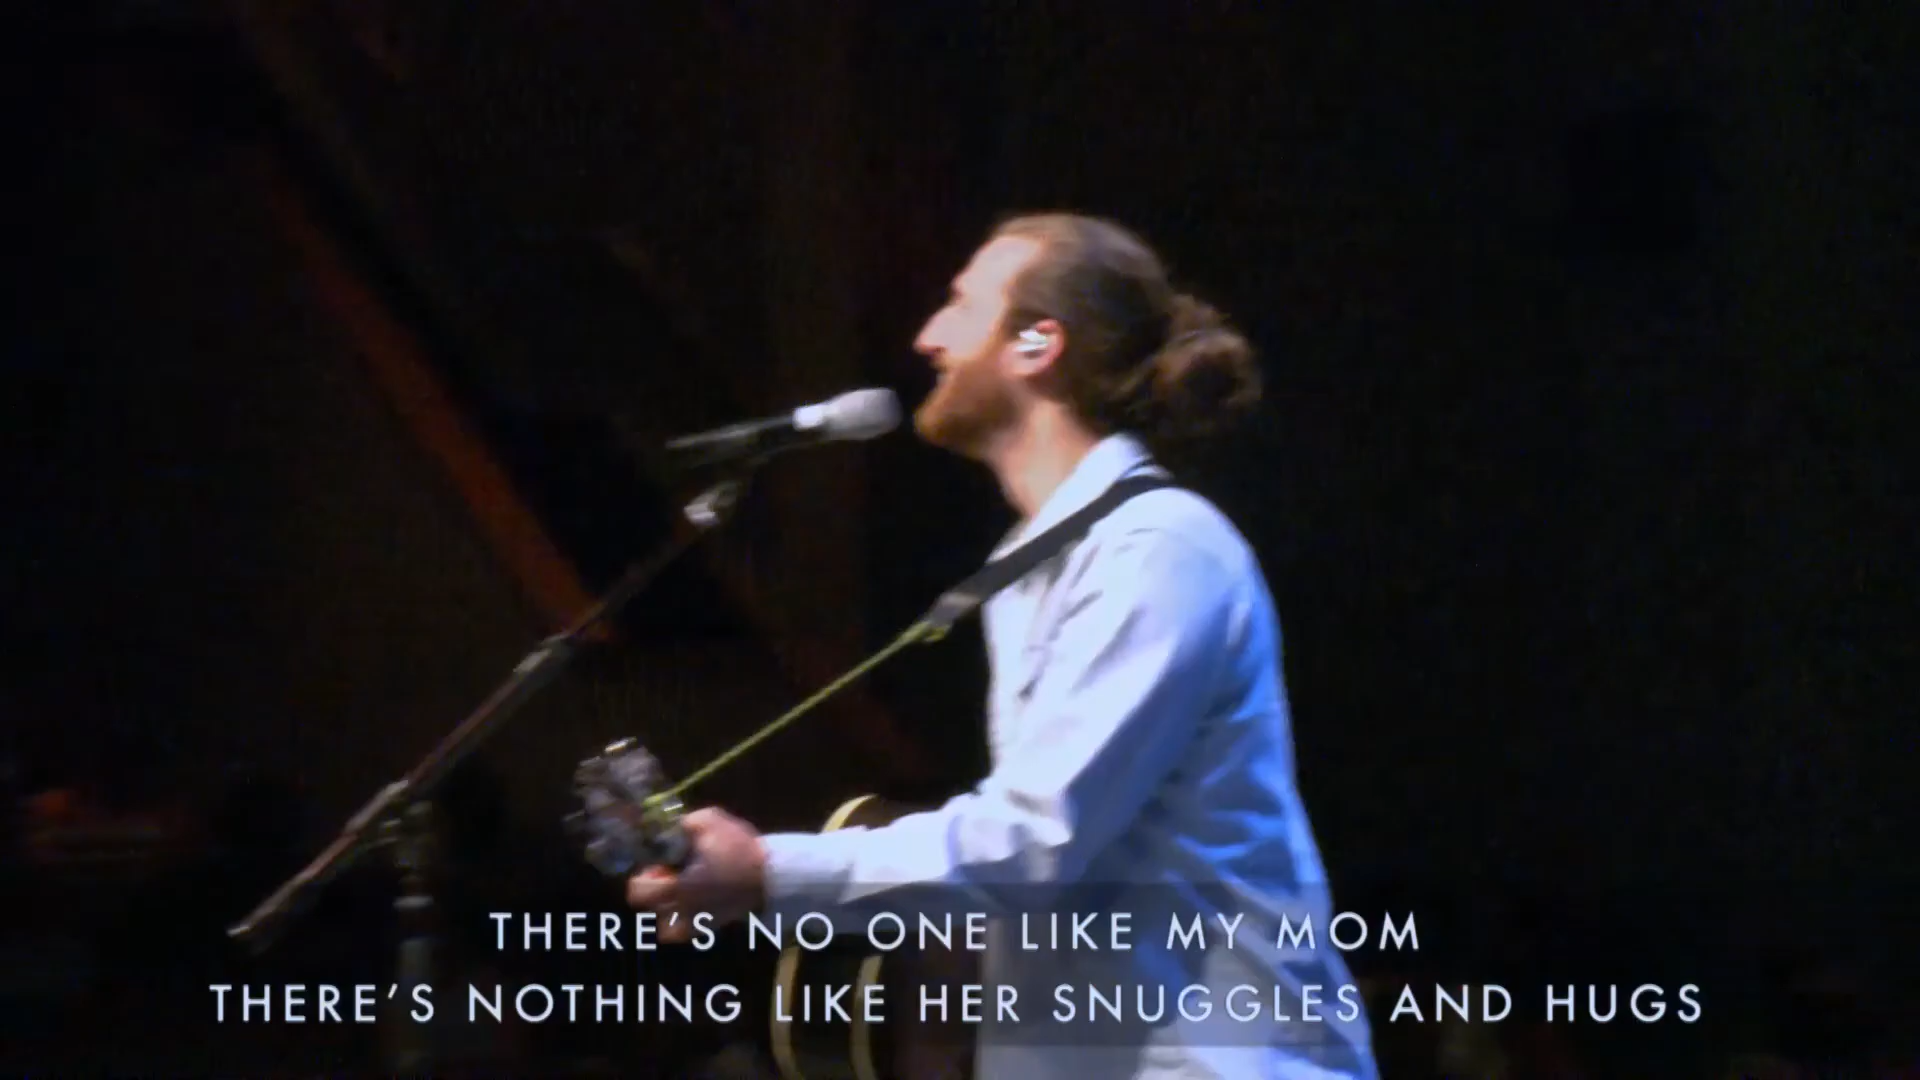 THERE’S NO ONE LIKE MY MOM
THERE’S NOTHING LIKE HER SNUGGLES AND HUGS